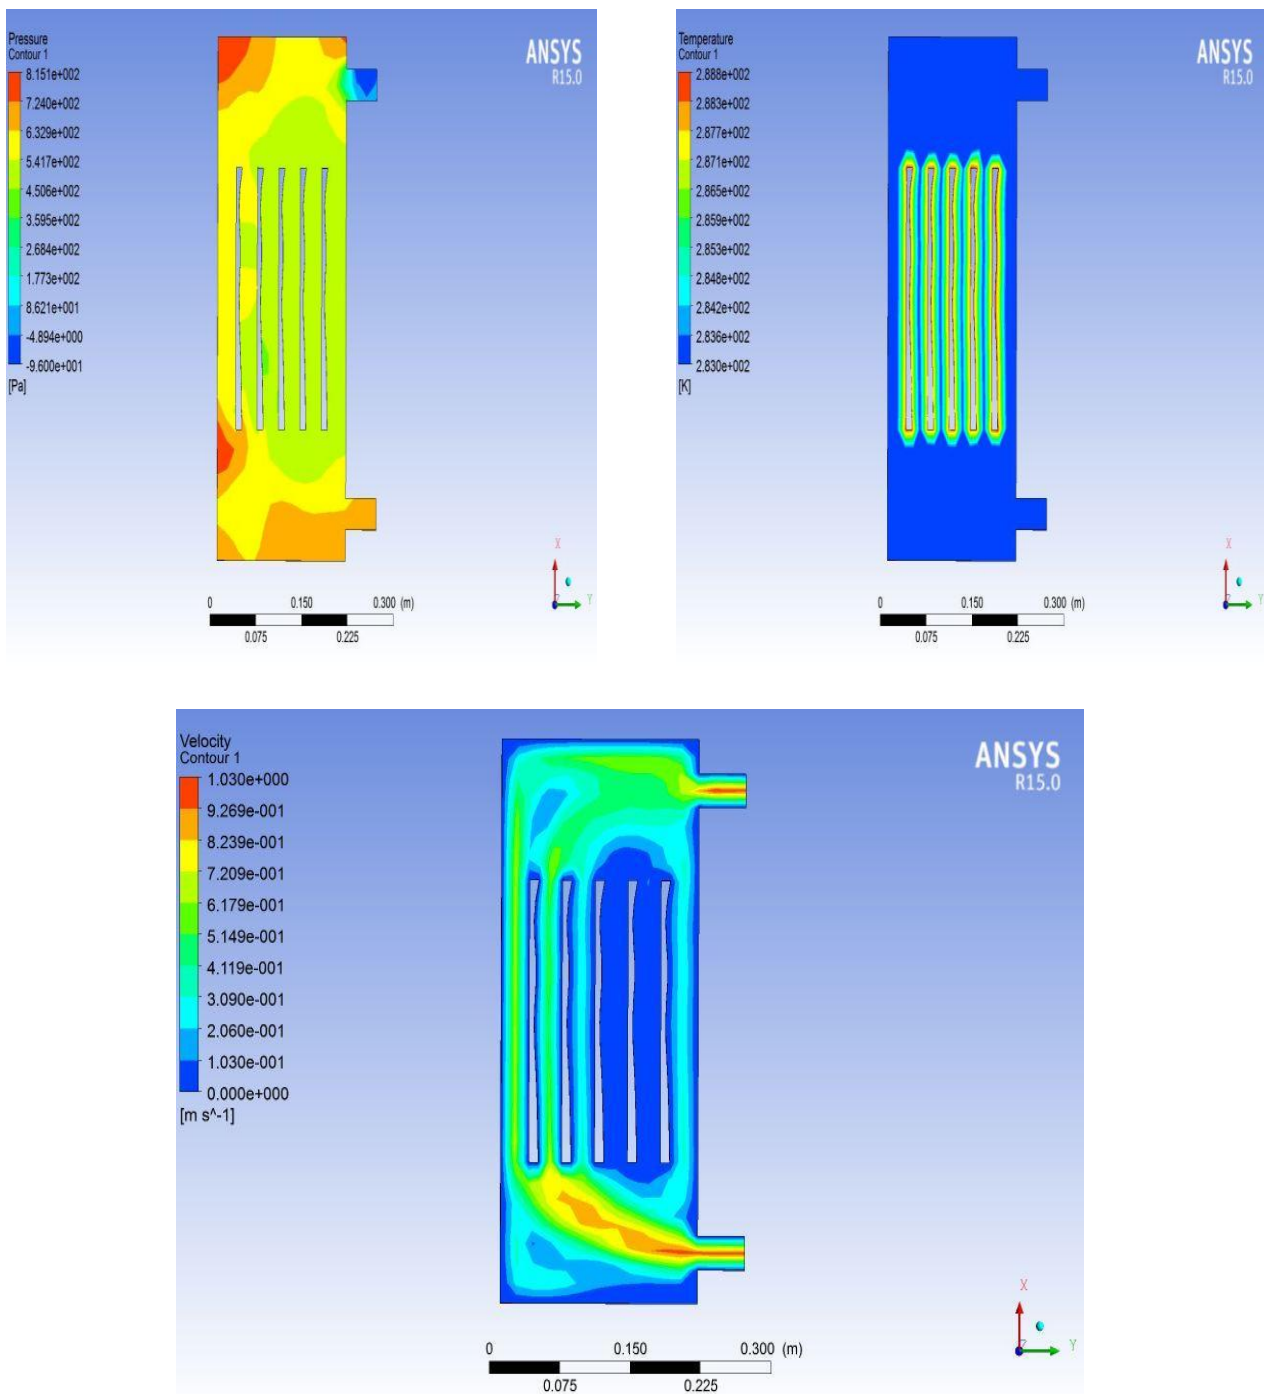 Pressure
Contour 1
8.151e+002
7.240e+002
6.329e+002
5.417e+002
4.506e+002
3.595e+002
2.684e+002
1.773e+002
8.621e+001
-4.894e+000
-9.600e+001
[Pa]
ANSYS
R15.0
X
Y
0 0.150 0.300 (m)
0.075 0.225
Temperature
Contour 1
2.888e+002
2.883e+002
2.877e+002
2.871e+002
2.865e+002
2.859e+002
2.853e+002
2.848e+002
2.842e+002
2.836e+002
2.830e+002
[K]
ANSYS
R15.0
X
Y
0 0.150 0.300 (m)
0.075 0.225
Velocity
Contour 1
1.030e+000
9.269e-001
8.239e-001
7.209e-001
6.179e-001
5.149e-001
4.119e-001
3.090e-001
2.060e-001
1.030e-001
0.000e+000
[m s^-1]
ANSYS
R15.0
X
Z
Y
0 0.150 0.300 (m)
0.075 0.225